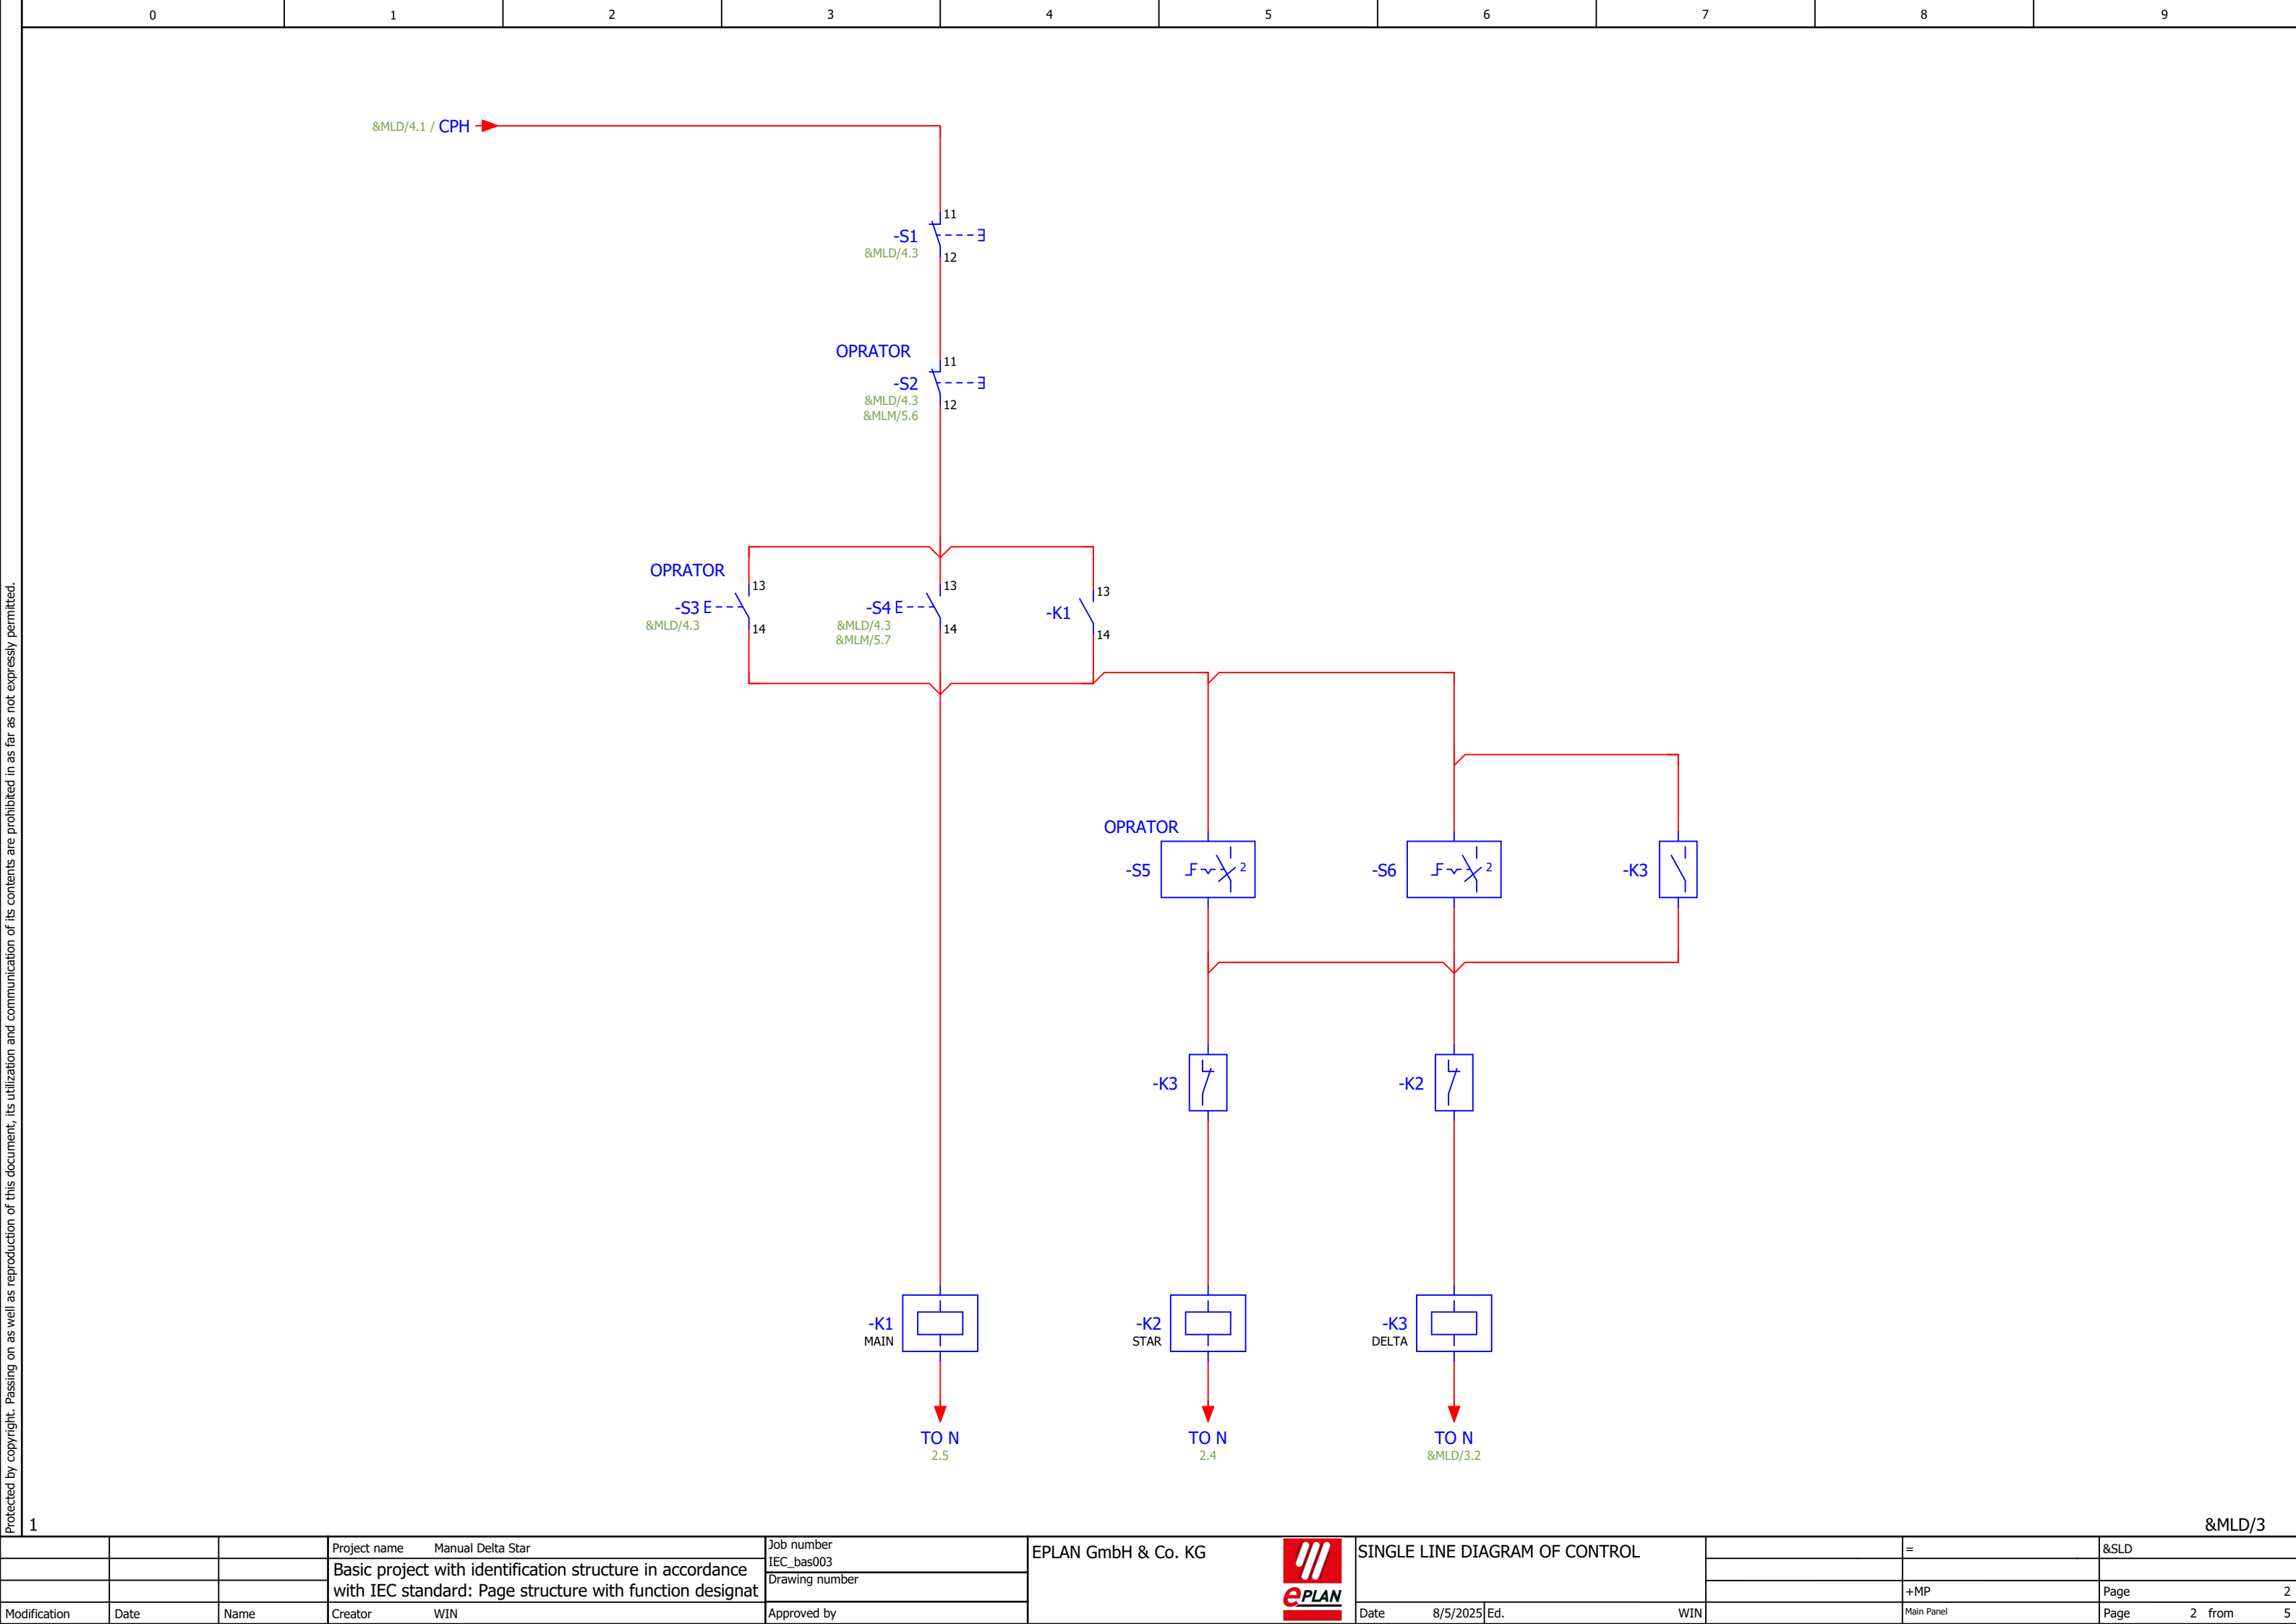 0 1 2 3 4 5 6 7 8 9
&MLD/4.1 / CPH
11
-S1
&MLD/4.3
12
OPRATOR
11
-S2
&MLD/4.3
12
&MLM/5.6
OPRATOR
13
-S3 E
&MLD/4.3
14
13
-S4 E
&MLD/4.3
&MLM/5.7
14
13
-K1
14
OPRATOR
-S5
2
-S6
2
-K3
-K3
-K2
-K1
MAIN
-K2
STAR
-K3
DELTA
TO N
2.5
TO N
2.4
TO N
&MLD/3.2
Protected by copyright. Passing on as well as reproduction of this document, its utilization and communication of its contents are prohibited in as far as not expressly permitted.
1
&MLD/3
Modification
Date
Name
Project name Manual Delta Star
Basic project with identification structure in accordance
with IEC standard: Page structure with function designat
Creator WIN
Job number
IEC_bas003
Drawing number
Approved by
EPLAN GmbH & Co. KG
ePLAN
SINGLE LINE DIAGRAM OF CONTROL
Date 8/5/2025 Ed. WIN
=
+MP
Main Panel
&SLD
Page 2
Page 2 from 5